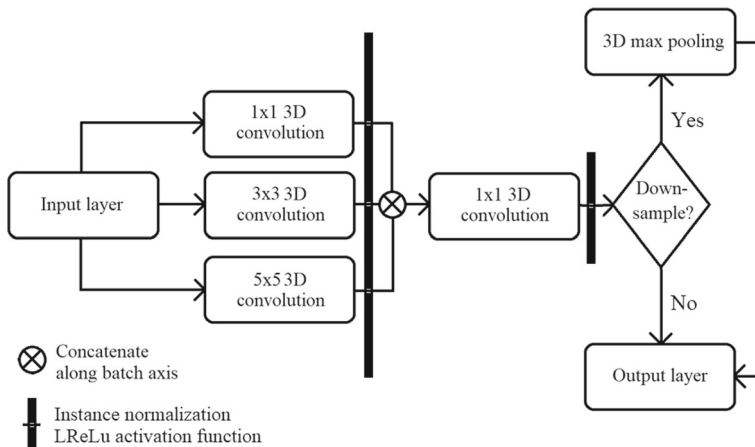 Input layer
1x1 3D
convolution
3x3 3D
convolution
5x5 3D
convolution
1x1 3D
convolution
Down-
sample?
Yes
3D max pooling
No
Output layer
Concatenate
along batch axis
Instance normalization
LReLu activation function